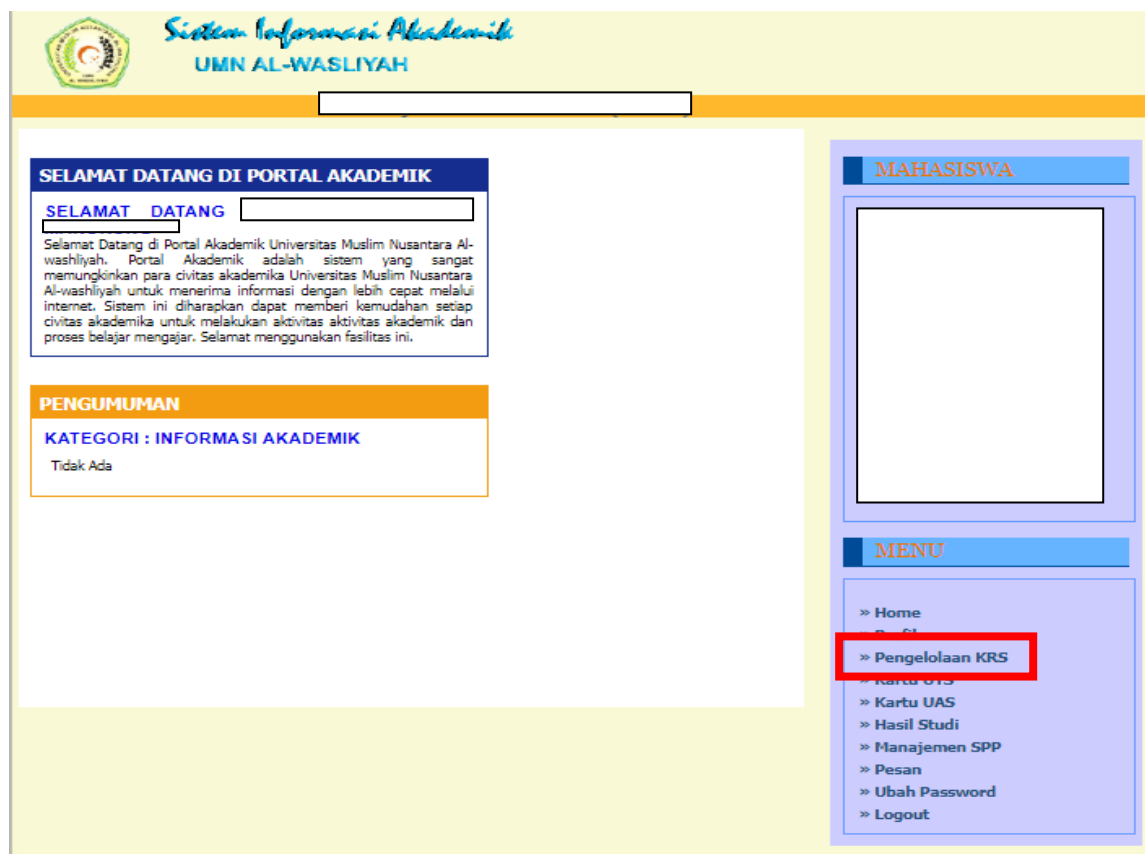 Sistem Informasi Akademik
UMN AL-WASLIYAH
SELAMAT DATANG DI PORTAL AKADEMIK
SELAMAT DATANG
Selamat Datang di Portal Akademik Universitas Muslim Nusantara Al-
washliyah. Portal Akademik adalah sistem yang sangat
memungkinkan para civitas akademika Universitas Muslim Nusantara
Al-washliyah untuk menerima informasi dengan lebih cepat melalui
internet. Sistem ini diharapkan dapat memberi kemudahan setiap
civitas akademika untuk melakukan aktivitas aktivitas akademik dan
proses belajar mengajar. Selamat menggunakan fasilitas ini.
PENGUMUMAN
KATEGORI : INFORMASI AKADEMIK
Tidak Ada
MAHASISWA
MENU
» Home
» Pengelolaan KRS
» Kartu UTS
» Kartu UAS
» Hasil Studi
» Manajemen SPP
» Pesan
» Ubah Password
» Logout